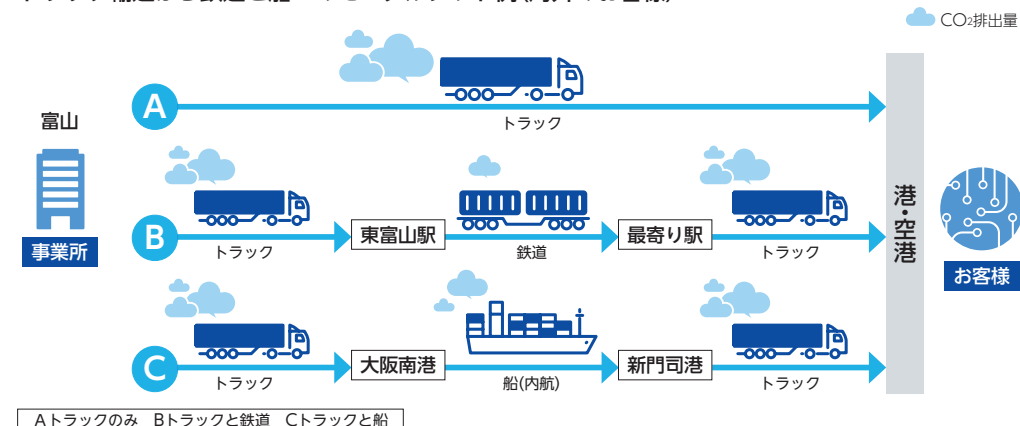 CO2排出量
富山
事業所
A
トラック
B
トラック
東富山駅
鉄道
最寄り駅
トラック
C
トラック
大阪南港
船(内航)
新門司港
トラック
港・空港
お客様
Aトラックのみ Bトラックと鉄道 Cトラックと船